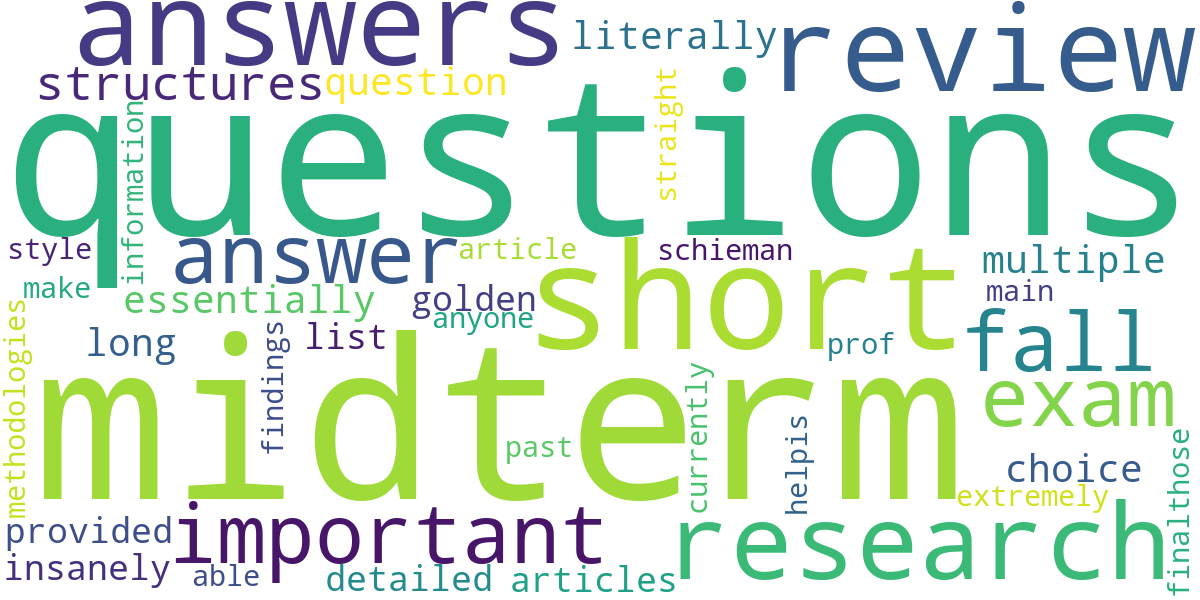 answers
literally
review
structures
question
straight
questions
information
style
answer
article
schieman
short
multiple
make
essentially
golden
main
anyone
fall
methodologies
long
findings
list
prof
midterm
currently
exam
past
helpis
choice
finalthose
extremely
provided
important
research
insanely
able
detailed
articles